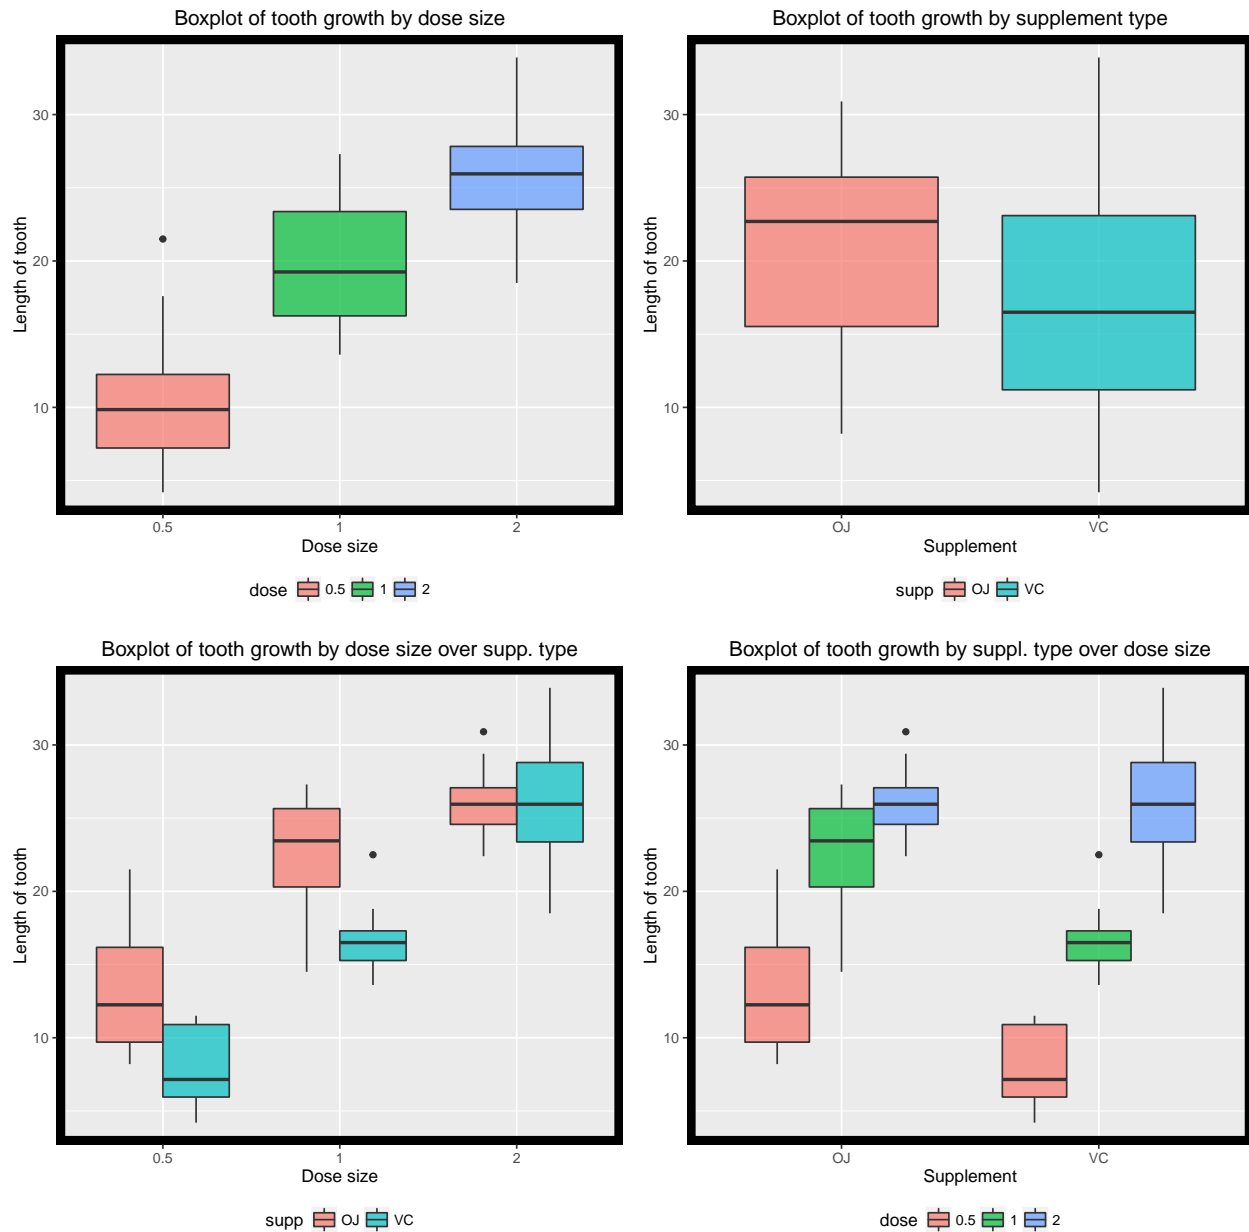 Boxplot of tooth growth by dose size
Length of tooth
30
20
10
0.5 1 2
Dose size
dose 0.5 1 2
Boxplot of tooth growth by supplement type
Length of tooth
30
20
10
OJ VC
Supplement
supp OJ VC
Boxplot of tooth growth by dose size over supp. type
Length of tooth
30
20
10
0.5 1 2
Dose size
supp OJ VC
Boxplot of tooth growth by suppl. type over dose size
Length of tooth
30
20
10
OJ VC
Supplement
dose 0.5 1 2